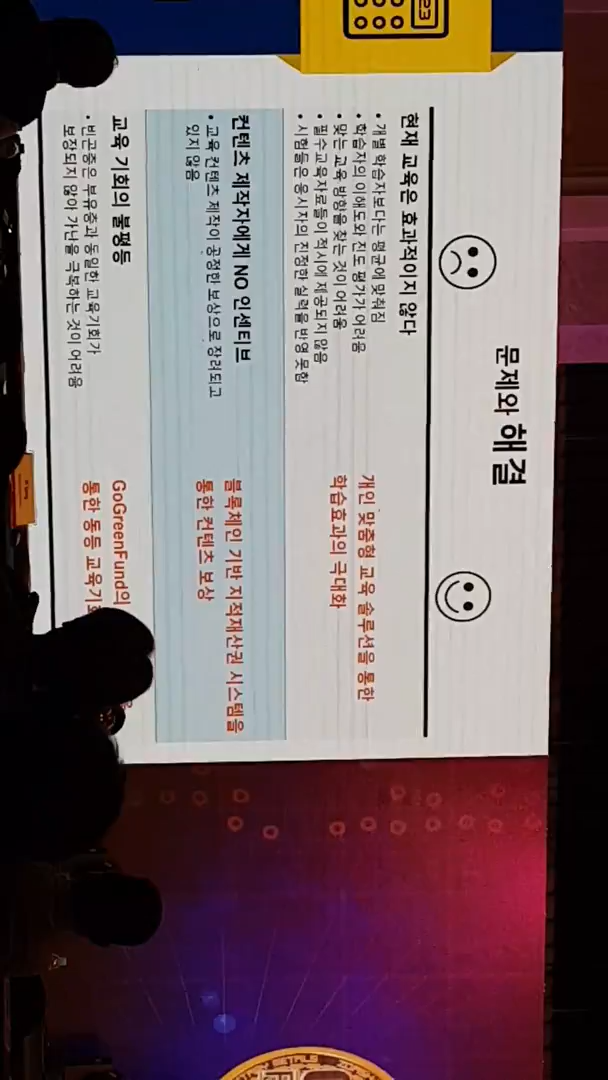 23
문제와 해결
현재 교육은 효과적이지 않다
• 개별 학습자보다는 평균에 맞춰짐
• 학습자의 이해도와 진도 평가가 어려움
• 맞는 교육 방향을 찾는 것이 어려움
• 필수교육자료들이 적시에 제공되지 않음
• 시험들은 응시자의 진정한 실력을 반영 못함
개인 맞춤형 교육 솔루션을 통한
학습효과의 극대화
컨텐츠 제작자에게 NO 인센티브
• 교육 컨텐츠 제작이 공정한 보상으로 장려되고
있지 않음
블록체인 기반 지적재산권 시스템을
통한 컨텐츠 보상
교육 기회의 불평등
• 빈곤층은 부유층과 동일한 교육기회가
보장되지 않아 가난을 극복하는 것이 어려움
GoGreenFund의
통한 동등 교육기회
METALS